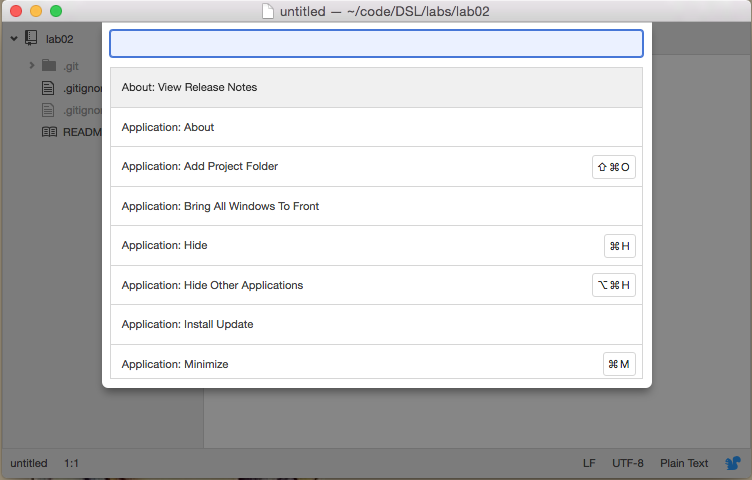 untitled — ~/code/DSL/labs/lab02
lab02
.git
.gitignor
.gitignor
READM
About: View Release Notes
Application: About
Application: Add Project Folder ⇧⌘O
Application: Bring All Windows To Front
Application: Hide ⌘H
Application: Hide Other Applications ⌥⌘H
Application: Install Update
Application: Minimize ⌘M
untitled 1:1 LF UTF-8 Plain Text